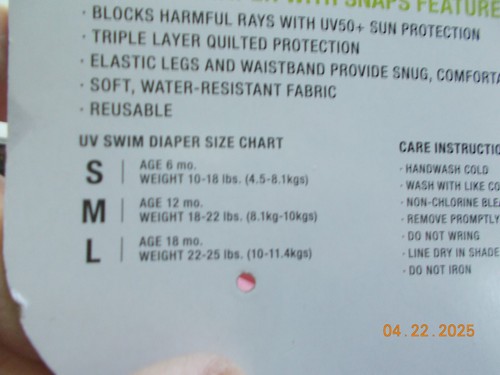 WITH SNAPS FEATURE
· BLOCKS HARMFUL RAYS WITH UV50+ SUN PROTECTION
· TRIPLE LAYER QUILTED PROTECTION
· ELASTIC LEGS AND WAISTBAND PROVIDE SNUG, COMFORTA
· SOFT, WATER-RESISTANT FABRIC
· REUSABLE
UV SWIM DIAPER SIZE CHART
S AGE 6 mo.
WEIGHT 10-18 lbs. (4.5-8.1kgs)
M AGE 12 mo.
WEIGHT 18-22 lbs. (8.1kg-10kgs)
L AGE 18 mo.
WEIGHT 22-25 lbs. (10-11.4kgs)
CARE INSTRUCTIO
· HANDWASH COLD
· WASH WITH LIKE CO
· NON-CHLORINE BLEA
· REMOVE PROMPTLY
· DO NOT WRING
· LINE DRY IN SHADE
· DO NOT IRON
04.22.2025